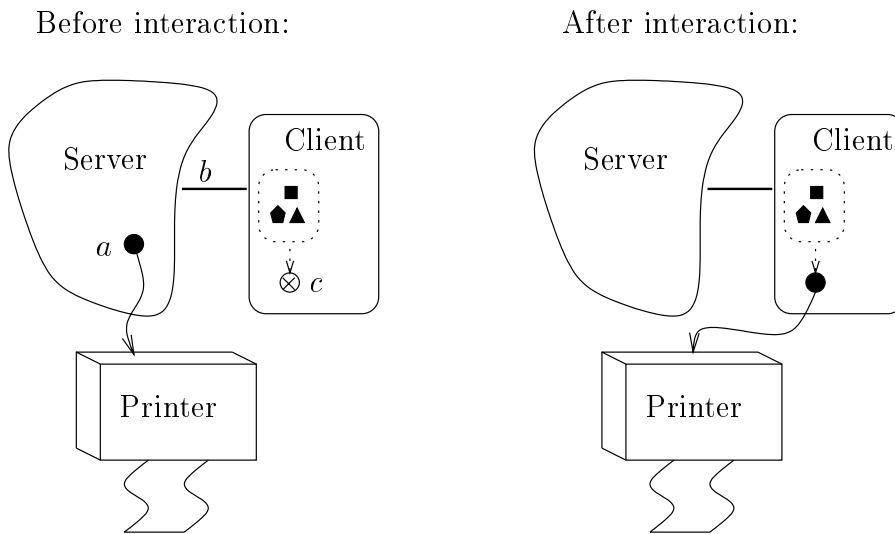 Before interaction:
After interaction:
Server
b
Client
a
c
Printer
Server
Client
Printer